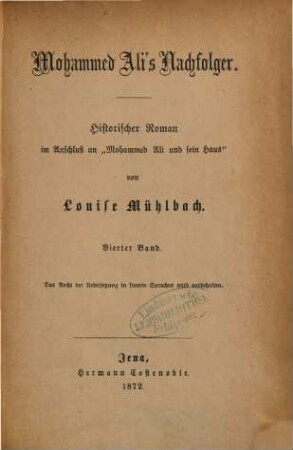 Mohammed Ali's Nachfolger.
Historischer Roman
im Anschluß an „Mohammed Ali und sein Haus"
von
Louise Mühlbach.
Vierter Band.
Das Recht der Uebersetzung in fremde Sprachen wird vorbehalten.
Jena,
Hermann Costenoble.
1872.